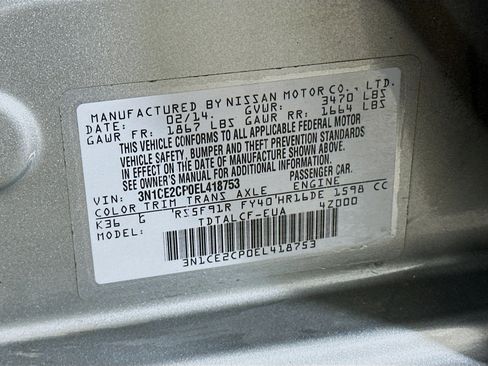 MANUFACTURED BY NISSAN MOTOR CO., LTD.
DATE: 02/14. GVWR: 3470 LBS
GAWR FR: 1867 LBS GAWR RR: 1664 LBS
THIS VEHICLE CONFORMS TO ALL APPLICABLE FEDERAL MOTOR
VEHICLE SAFETY, BUMPER AND THEFT PREVENTION STANDARDS
IN EFFECT ON THE DATE OF MANUFACTURE SHOWN ABOVE.
SEE OWNER'S MANUAL FOR ADDITIONAL INFORMATION.
VIN: 3N1CE2CP0EL418753 PASSENGER CAR.
COLOR TRIM TRANS AXLE ENGINE
K36 G RS5F91R FY40 HR16DE 1598 CC
MODEL: TDTALCF-EUA 4Z000
3N1CE2CP0EL418753